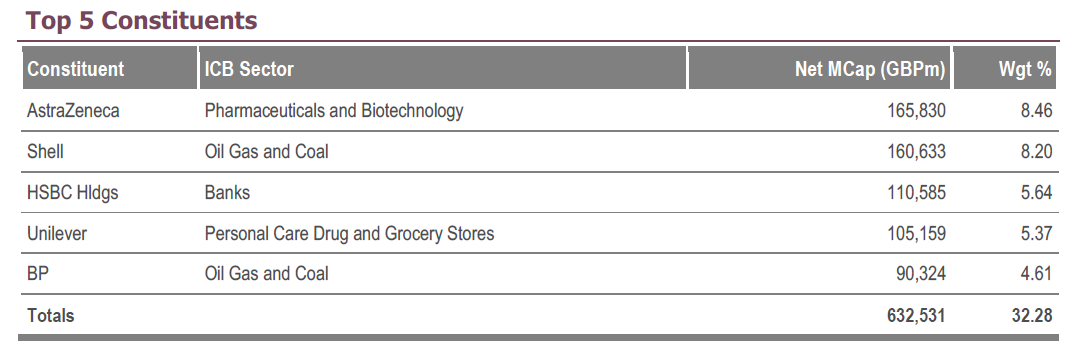 Top 5 Constituents
Constituent ICB Sector Net MCap (GBPm) Wgt %
AstraZeneca Pharmaceuticals and Biotechnology 165,830 8.46
Shell Oil Gas and Coal 160,633 8.20
HSBC Hldgs Banks 110,585 5.64
Unilever Personal Care Drug and Grocery Stores 105,159 5.37
BP Oil Gas and Coal 90,324 4.61
Totals 632,531 32.28